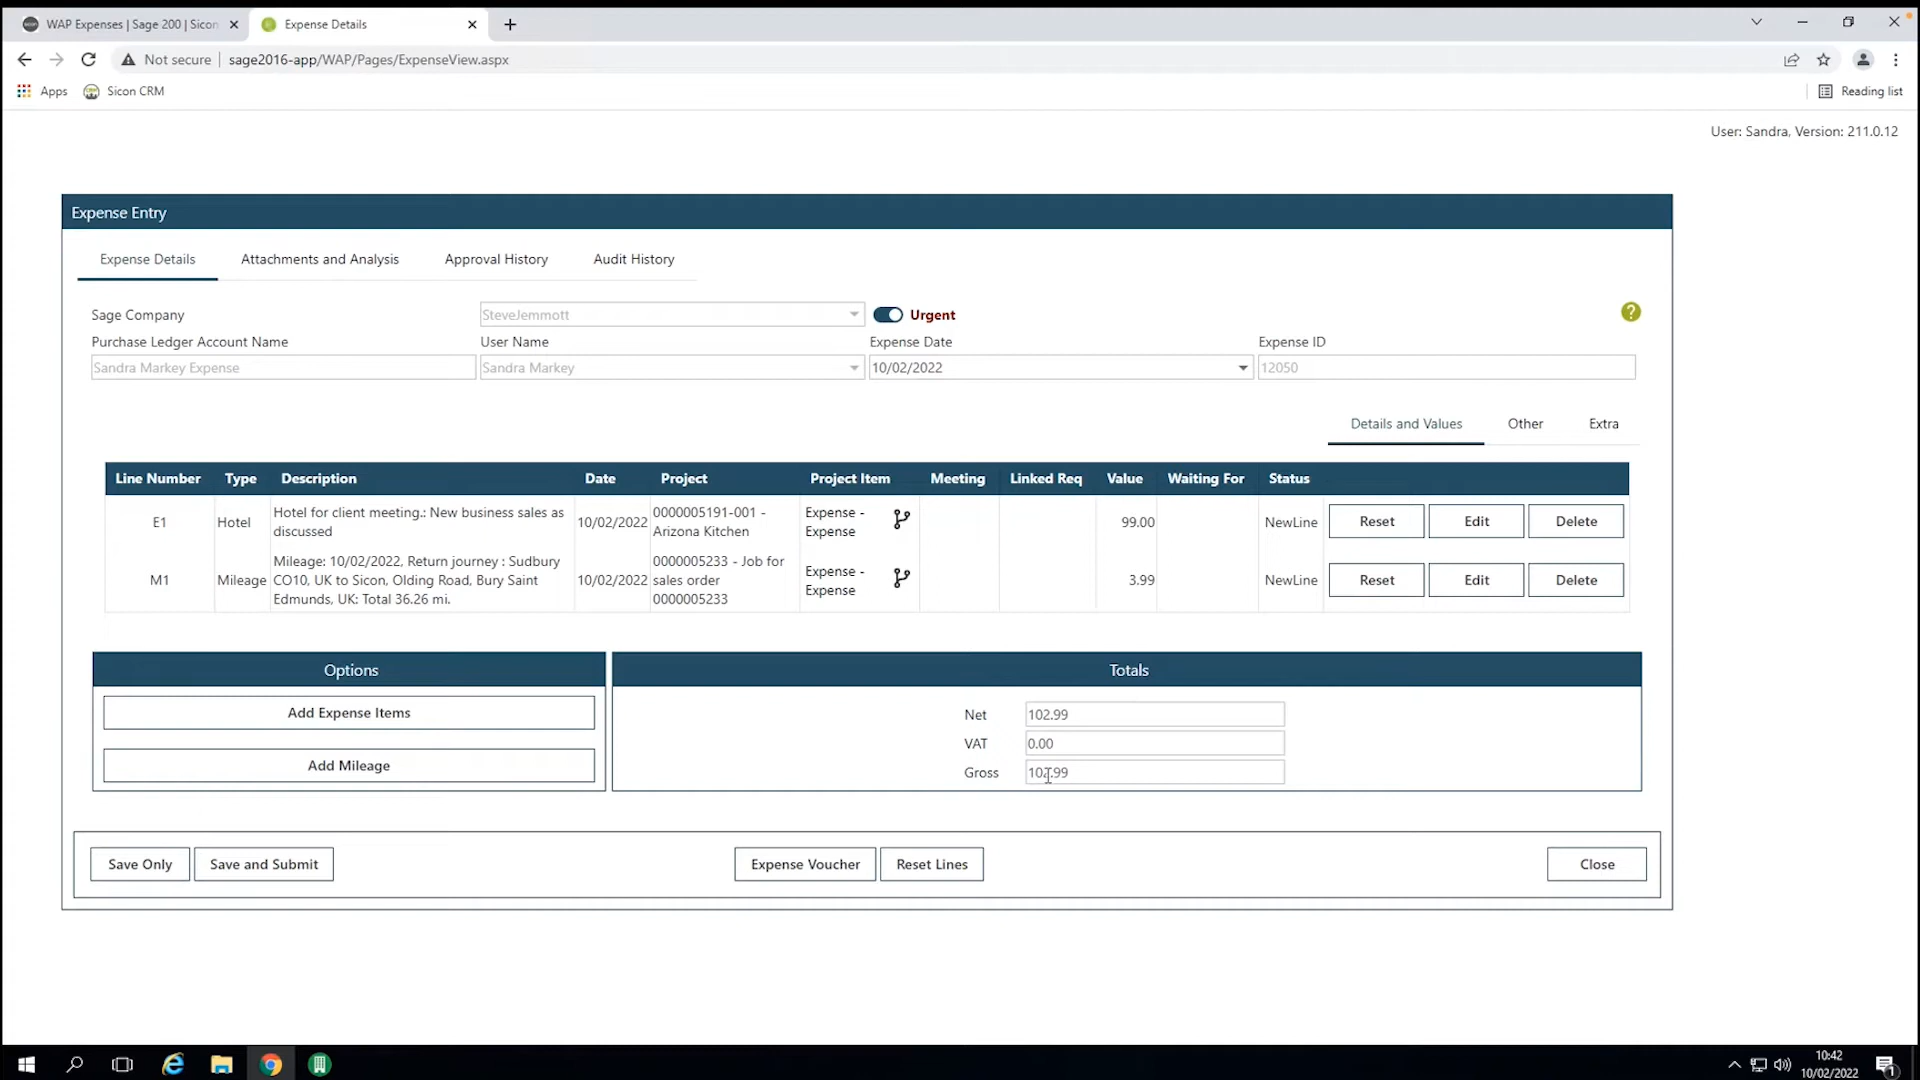 WAP Expenses | Sage 200 | Sicon
Expense Details
Not secure
sage2016-app/WAP/Pages/ExpenseView.aspx
Apps
Sicon CRM
Reading list
User: Sandra, Version: 211.0.12
Expense Entry
Expense Details
Attachments and Analysis
Approval History
Audit History
Sage Company
SteveJemmott
Urgent
?
Purchase Ledger Account Name
User Name
Expense Date
Expense ID
Sandra Markey Expense
Sandra Markey
10/02/2022
12050
Details and Values
Other
Extra
Line Number Type Description Date Project Project Item Meeting Linked Req Value Waiting For Status
E1
Hotel
Hotel for client meeting.: New business sales as
discussed
10/02/2022
0000005191-001 -
Arizona Kitchen
Expense -
Expense
99.00
NewLine
Reset
Edit
Delete
M1
Mileage
Mileage: 10/02/2022, Return journey : Sudbury
CO10, UK to Sicon, Olding Road, Bury Saint
Edmunds, UK: Total 36.26 mi.
10/02/2022
0000005233 - Job for
sales order
0000005233
Expense -
Expense
3.99
NewLine
Reset
Edit
Delete
Options
Add Expense Items
Add Mileage
Totals
Net 102.99
VAT 0.00
Gross 102.99
Save Only
Save and Submit
Expense Voucher
Reset Lines
Close
10:42
10/02/2022
1